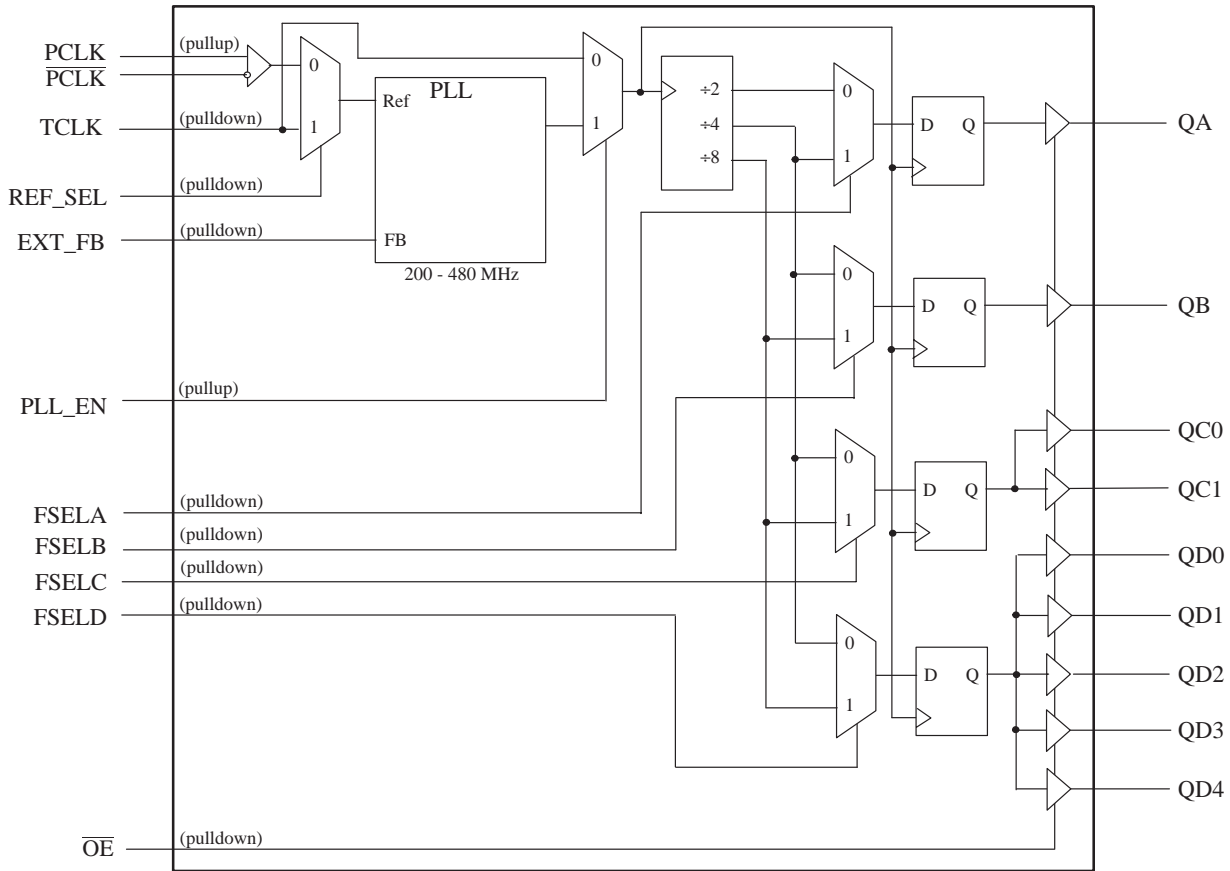 PCLK
(pullup)
PCLK
TCLK
(pulldown)
REF_SEL
(pulldown)
EXT_FB
(pulldown)
PLL_EN
(pullup)
FSELA
(pulldown)
FSELB
(pulldown)
FSELC
(pulldown)
FSELD
(pulldown)
OE
(pulldown)
0
1
Ref
PLL
FB
200 - 480 MHz
0
1
÷2
÷4
÷8
0
1
D Q
QA
0
1
D Q
QB
0
1
D Q
QC0
QC1
0
1
D Q
QD0
QD1
QD2
QD3
QD4